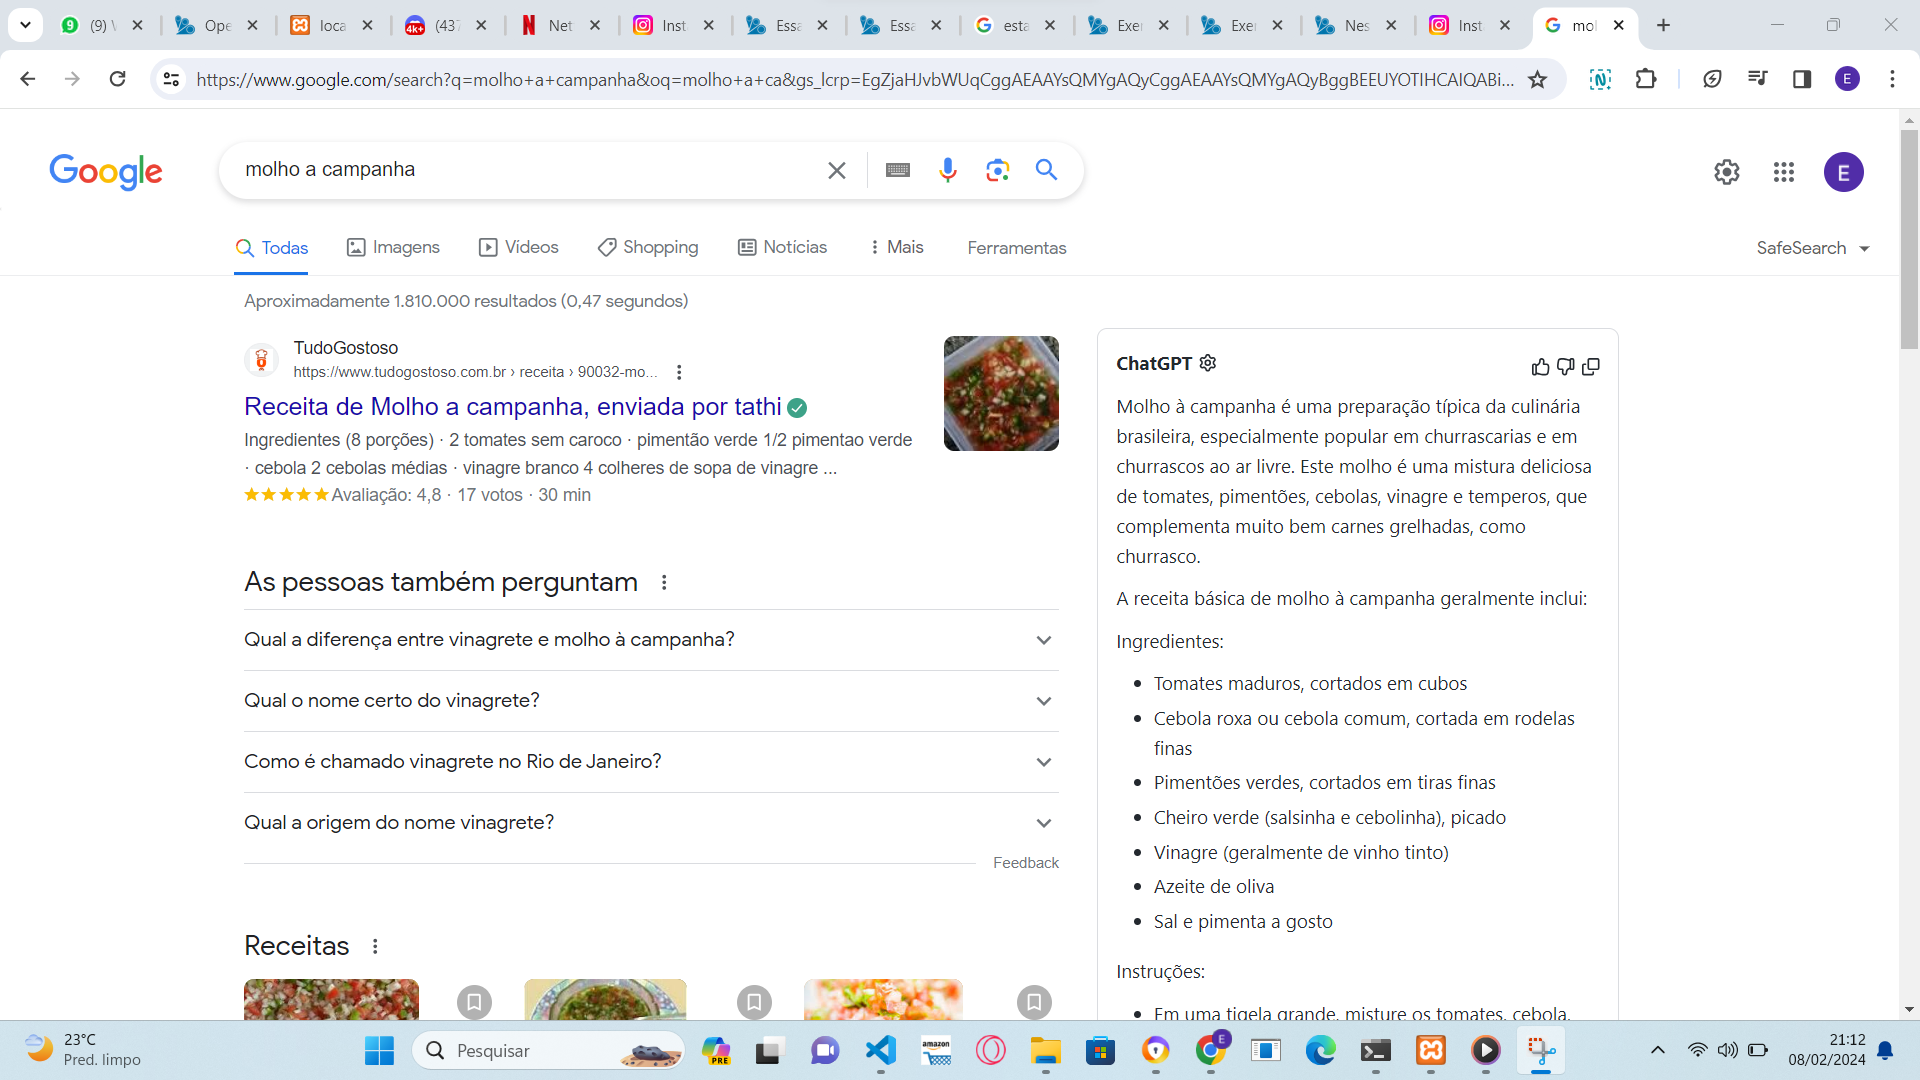 (9) W
Ope
loca
(437
Net
Inst
Essa
Essa
esta
Exer
Exer
Nes
Inst
mol
https://www.google.com/search?q=molho+a+campanha&oq=molho+a+ca&gs_lcrp=EgZjaHJvbWUqCggAEAAYsQMYgAQyCggAEAAYsQMYgAQyBggBEEUYOTIHCAIQABi...
E
Google
molho a campanha
E
Todas
Imagens
Vídeos
Shopping
Notícias
Mais
Ferramentas
SafeSearch
Aproximadamente 1.810.000 resultados (0,47 segundos)
TudoGostoso
https://www.tudogostoso.com.br › receita › 90032-mo...
Receita de Molho a campanha, enviada por tathi
Ingredientes (8 porções) · 2 tomates sem caroco · pimentão verde 1/2 pimentao verde
· cebola 2 cebolas médias · vinagre branco 4 colheres de sopa de vinagre ...
Avaliação: 4,8 · 17 votos · 30 min
As pessoas também perguntam
Qual a diferença entre vinagrete e molho à campanha?
Qual o nome certo do vinagrete?
Como é chamado vinagrete no Rio de Janeiro?
Qual a origem do nome vinagrete?
Feedback
Receitas
ChatGPT
Molho à campanha é uma preparação típica da culinária
brasileira, especialmente popular em churrascarias e em
churrascos ao ar livre. Este molho é uma mistura deliciosa
de tomates, pimentões, cebolas, vinagre e temperos, que
complementa muito bem carnes grelhadas, como
churrasco.
A receita básica de molho à campanha geralmente inclui:
Ingredientes:
Tomates maduros, cortados em cubos
Cebola roxa ou cebola comum, cortada em rodelas
finas
Pimentões verdes, cortados em tiras finas
Cheiro verde (salsinha e cebolinha), picado
Vinagre (geralmente de vinho tinto)
Azeite de oliva
Sal e pimenta a gosto
Instruções:
Em uma tigela grande, misture os tomates, cebola,
23°C
Pred. limpo
Pesquisar
PRE
amazon
E
21:12
08/02/2024